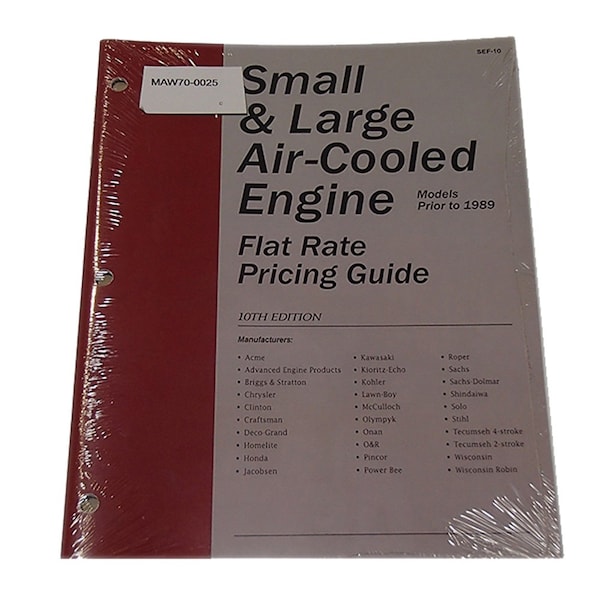 SEF-10
MAW70-0025
c
Small
& Large
Air-Cooled
Engine
Models
Prior to 1989
Flat Rate
Pricing Guide
10TH EDITION
Manufacturers:
• Acme
• Advanced Engine Products
• Briggs & Stratton
• Chrysler
• Clinton
• Craftsman
• Deco-Grand
• Homelite
• Honda
• Jacobsen
• Kawasaki
• Kioritz-Echo
• Kohler
• Lawn-Boy
• McCulloch
• Olympyk
• Onan
• O&R
• Pincor
• Power Bee
• Roper
• Sachs
• Sachs-Dolmar
• Shindaiwa
• Solo
• Stihl
• Tecumseh 4-stroke
• Tecumseh 2-stroke
• Wisconsin
• Wisconsin Robin